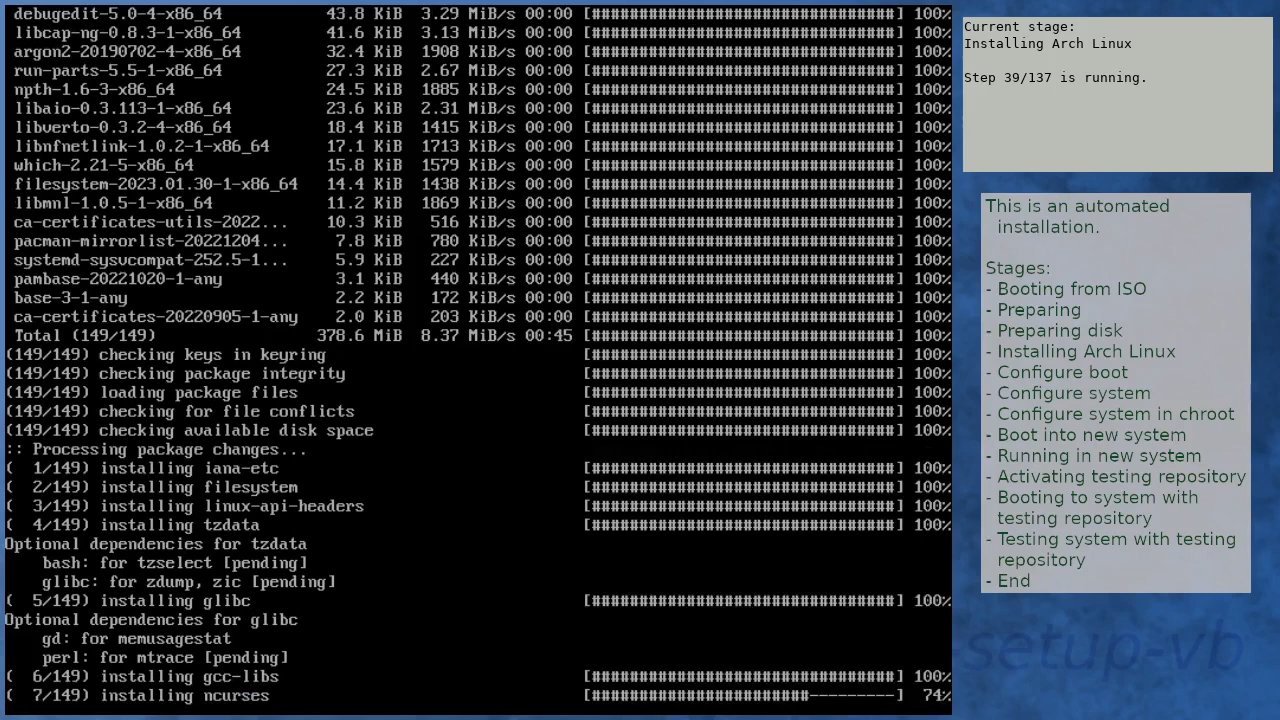 debugedit-5.0-4-x86_64 43.8 KiB 3.29 MiB/s 00:00 [################################] 100%
libcap-ng-0.8.3-1-x86_64 41.6 KiB 3.13 MiB/s 00:00 [################################] 100%
argon2-20190702-4-x86_64 32.4 KiB 1908 KiB/s 00:00 [################################] 100%
run-parts-5.5-1-x86_64 27.3 KiB 2.67 MiB/s 00:00 [################################] 100%
npth-1.6-3-x86_64 24.5 KiB 1885 KiB/s 00:00 [################################] 100%
libaio-0.3.113-1-x86_64 23.6 KiB 2.31 MiB/s 00:00 [################################] 100%
libverto-0.3.2-4-x86_64 18.4 KiB 1415 KiB/s 00:00 [################################] 100%
libnfnetlink-1.0.2-1-x86_64 17.1 KiB 1713 KiB/s 00:00 [################################] 100%
which-2.21-5-x86_64 15.8 KiB 1579 KiB/s 00:00 [################################] 100%
filesystem-2023.01.30-1-x86_64 14.4 KiB 1438 KiB/s 00:00 [################################] 100%
libmnl-1.0.5-1-x86_64 11.2 KiB 1869 KiB/s 00:00 [################################] 100%
ca-certificates-utils-2022... 10.3 KiB 516 KiB/s 00:00 [################################] 100%
pacman-mirrorlist-20221204... 7.8 KiB 780 KiB/s 00:00 [################################] 100%
systemd-sysvcompat-252.5-1... 5.9 KiB 227 KiB/s 00:00 [################################] 100%
pambase-20221020-1-any 3.1 KiB 440 KiB/s 00:00 [################################] 100%
base-3-1-any 2.2 KiB 172 KiB/s 00:00 [################################] 100%
ca-certificates-20220905-1-any 2.0 KiB 203 KiB/s 00:00 [################################] 100%
Total (149/149) 378.6 MiB 8.37 MiB/s 00:45 [################################] 100%
(149/149) checking keys in keyring [################################] 100%
(149/149) checking package integrity [################################] 100%
(149/149) loading package files [################################] 100%
(149/149) checking for file conflicts [################################] 100%
(149/149) checking available disk space [################################] 100%
:: Processing package changes...
( 1/149) installing iana-etc [################################] 100%
( 2/149) installing filesystem [################################] 100%
( 3/149) installing linux-api-headers [################################] 100%
( 4/149) installing tzdata [################################] 100%
Optional dependencies for tzdata
bash: for tzselect [pending]
glibc: for zdump, zic [pending]
( 5/149) installing glibc [################################] 100%
Optional dependencies for glibc
gd: for memusagestat
perl: for mtrace [pending]
( 6/149) installing gcc-libs [################################] 100%
( 7/149) installing ncurses [#######################---------] 74%
Current stage:
Installing Arch Linux
Step 39/137 is running.
This is an automated
installation.
Stages:
- Booting from ISO
- Preparing
- Preparing disk
- Installing Arch Linux
- Configure boot
- Configure system
- Configure system in chroot
- Boot into new system
- Running in new system
- Activating testing repository
- Booting to system with
testing repository
- Testing system with testing
repository
- End
-setup-vb